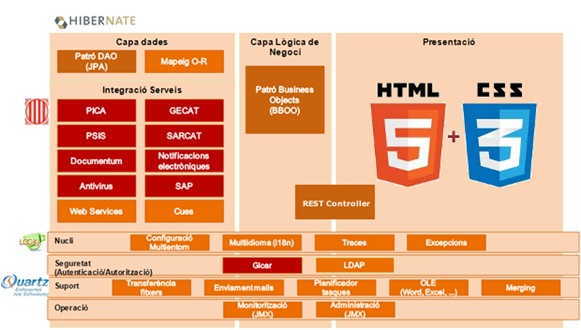 HIBERNATE
Capa dades
Patró DAO
(JPA)
Mapeig O-R
Integració Serveis
PICA
GECAT
PSIS
SARCAT
Documentum
Notificacions
electròniques
Antivirus
SAP
Web Services
Cues
Capa Lògica de
Negoci
Patró Business
Objects
(BBOO)
Presentació
HTML
5
+
CSS
3
REST Controller
Nucli
Configuració
Multientorn
Multiidioma (i18n)
Traces
Excepcions
Seguretat
(Autenticació/Autorització)
Gicar
LDAP
Quartz
Enterprise
Job Scheduler
Suport
Transferència
fitxers
Enviament mails
Planificador
tasques
OLE
(Word, Excel, ...)
Merging
Operació
Monitorització
(JMX)
Administració
(JMX)